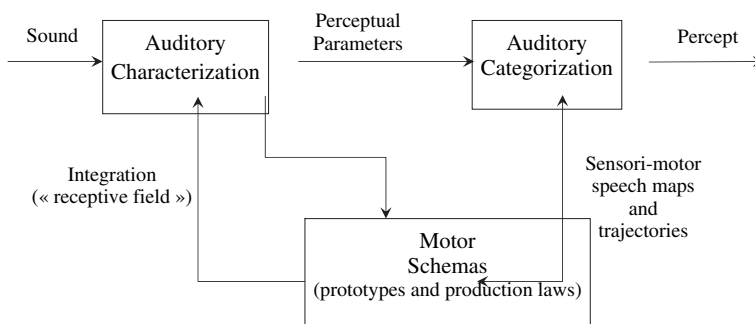 Sound
Auditory
Characterization
Perceptual
Parameters
Auditory
Categorization
Percept
Integration
(« receptive field »)
Sensori-motor
speech maps
and
trajectories
Motor
Schemas
(prototypes and production laws)